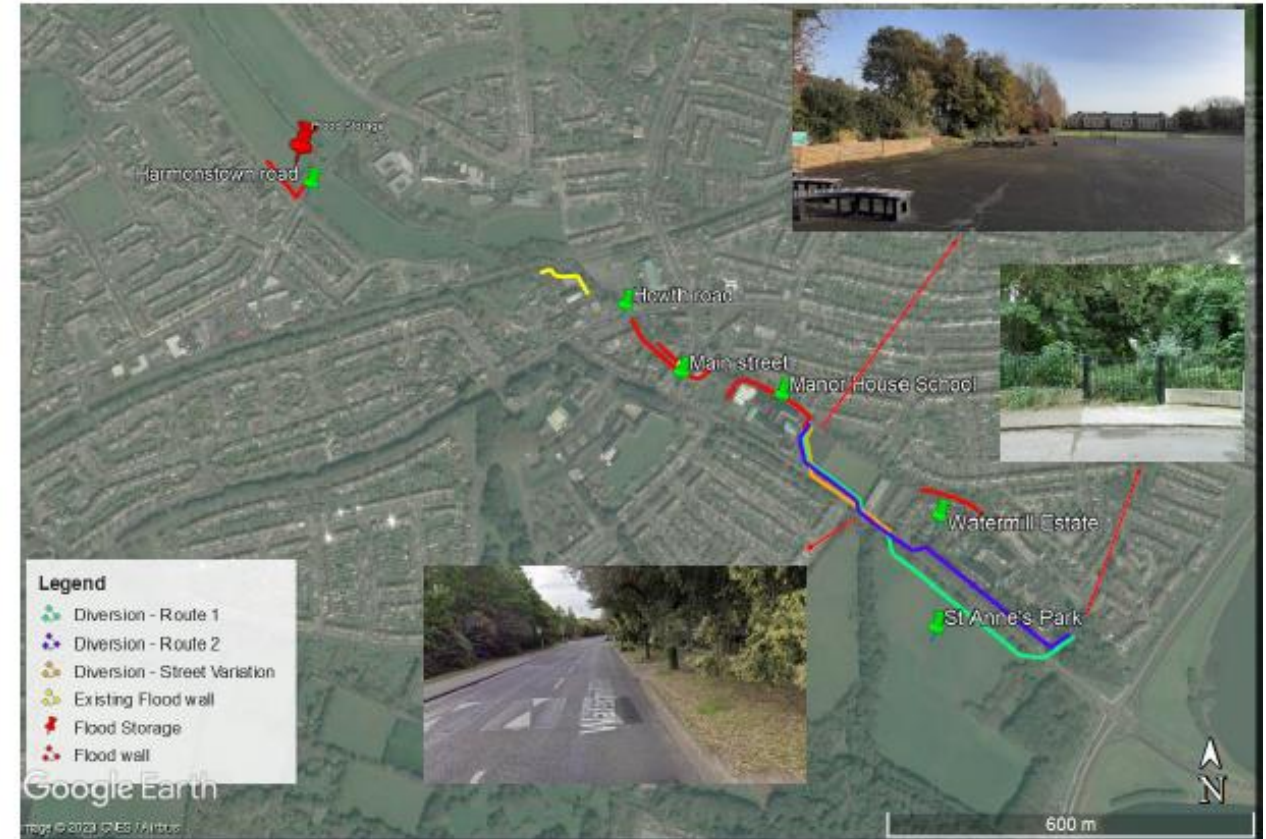 Flood Storage
Harmonstown road
Howth road
Main street
Manor House School
Watermill Estate
St Anne's Park
Legend
Diversion - Route 1
Diversion - Route 2
Diversion - Street Variation
Existing Flood wall
Flood Storage
Flood wall
Google Earth
600 m
N